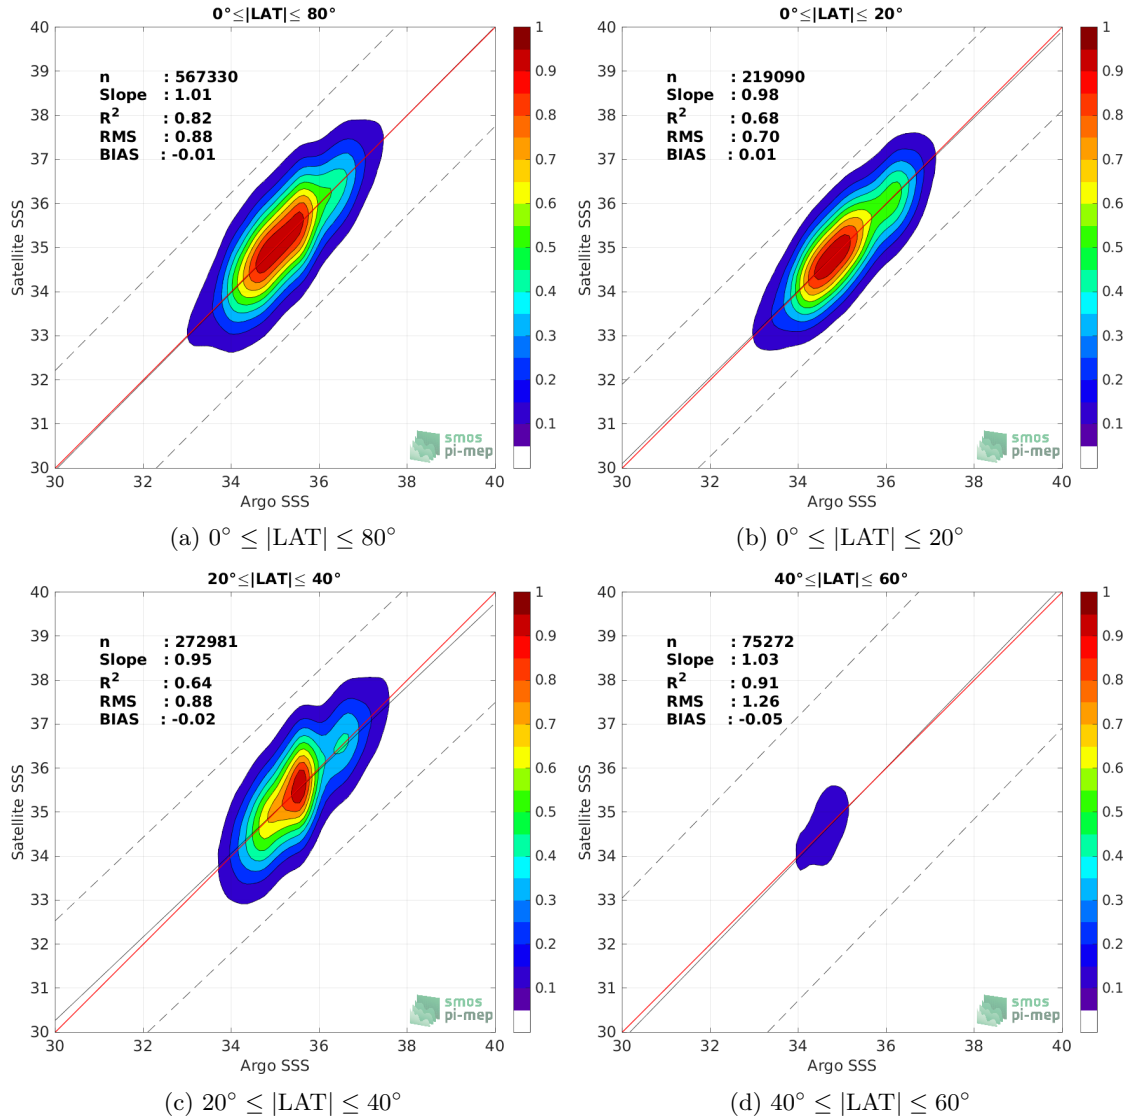 0°≤|LAT|≤ 80°
40
39
38
37
36
35
34
33
32
31
30
Satellite SSS
n : 567330
Slope : 1.01
R² : 0.82
RMS : 0.88
BIAS : -0.01
smos
pi-mep
30 32 34 36 38 40
Argo SSS
1
0.9
0.8
0.7
0.6
0.5
0.4
0.3
0.2
0.1
(a) 0° ≤ |LAT| ≤ 80°
0°≤|LAT|≤ 20°
40
39
38
37
36
35
34
33
32
31
30
Satellite SSS
n : 219090
Slope : 0.98
R² : 0.68
RMS : 0.70
BIAS : 0.01
smos
pi-mep
30 32 34 36 38 40
Argo SSS
1
0.9
0.8
0.7
0.6
0.5
0.4
0.3
0.2
0.1
(b) 0° ≤ |LAT| ≤ 20°
20°≤|LAT|≤ 40°
40
39
38
37
36
35
34
33
32
31
30
Satellite SSS
n : 272981
Slope : 0.95
R² : 0.64
RMS : 0.88
BIAS : -0.02
smos
pi-mep
30 32 34 36 38 40
Argo SSS
1
0.9
0.8
0.7
0.6
0.5
0.4
0.3
0.2
0.1
(c) 20° ≤ |LAT| ≤ 40°
40°≤|LAT|≤ 60°
40
39
38
37
36
35
34
33
32
31
30
Satellite SSS
n : 75272
Slope : 1.03
R² : 0.91
RMS : 1.26
BIAS : -0.05
smos
pi-mep
30 32 34 36 38 40
Argo SSS
1
0.9
0.8
0.7
0.6
0.5
0.4
0.3
0.2
0.1
(d) 40° ≤ |LAT| ≤ 60°